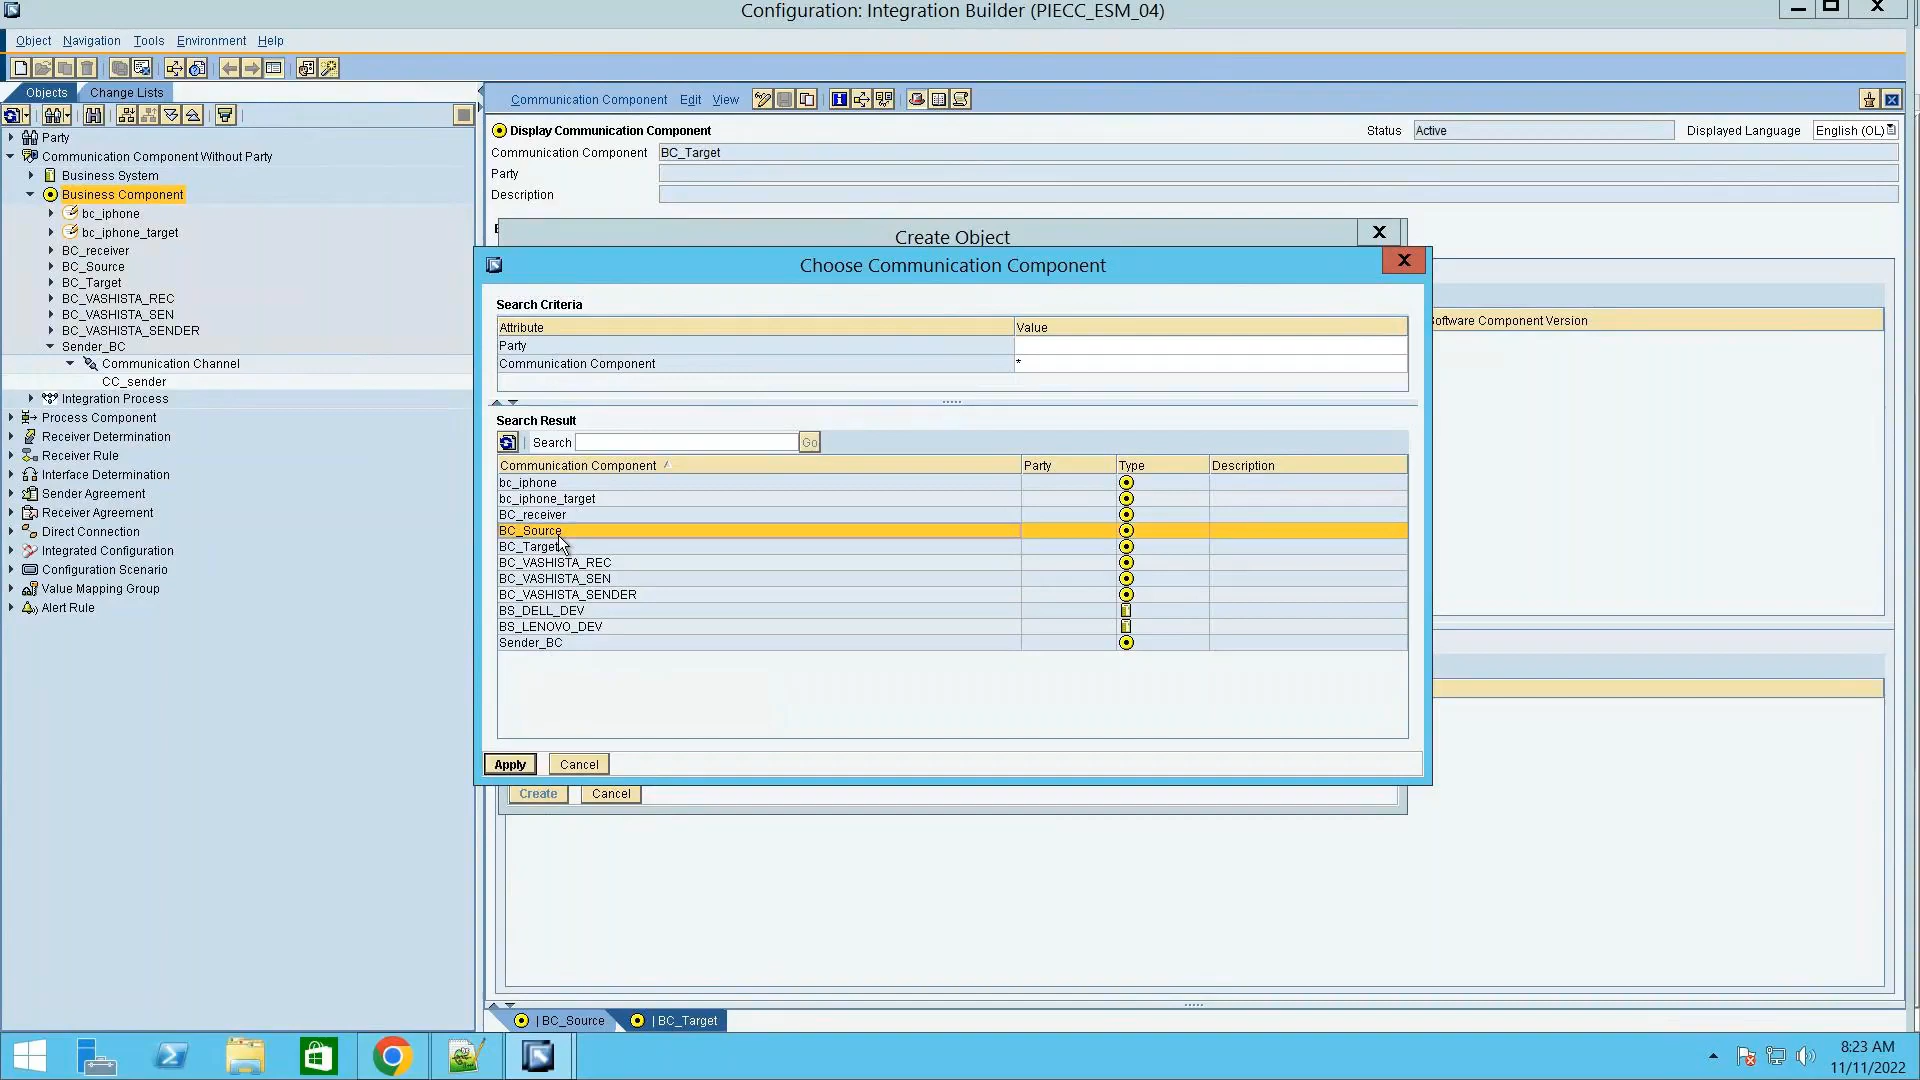 Configuration: Integration Builder (PIECC_ESM_04)
Object Navigation Tools Environment Help
Objects Change Lists
Party
Communication Component Without Party
Business System
Business Component
bc_iphone
bc_iphone_target
BC_receiver
BC_Source
BC_Target
BC_VASHISTA_REC
BC_VASHISTA_SEN
BC_VASHISTA_SENDER
Sender_BC
Communication Channel
CC_sender
Integration Process
Process Component
Receiver Determination
Receiver Rule
Interface Determination
Sender Agreement
Receiver Agreement
Direct Connection
Integrated Configuration
Configuration Scenario
Value Mapping Group
Alert Rule
Communication Component Edit View
Display Communication Component Status Active Displayed Language English (OL)
Communication Component BC_Target
Party
Description
Create Object
Choose Communication Component
Search Criteria
Attribute Value
Party
Communication Component *
Search Result
Search Go
Communication Component Party Type Description
bc_iphone
bc_iphone_target
BC_receiver
BC_Source
BC_Target
BC_VASHISTA_REC
BC_VASHISTA_SEN
BC_VASHISTA_SENDER
BS_DELL_DEV
BS_LENOVO_DEV
Sender_BC
Apply Cancel
Create Cancel
Software Component Version
| BC_Source | BC_Target
8:23 AM
11/11/2022